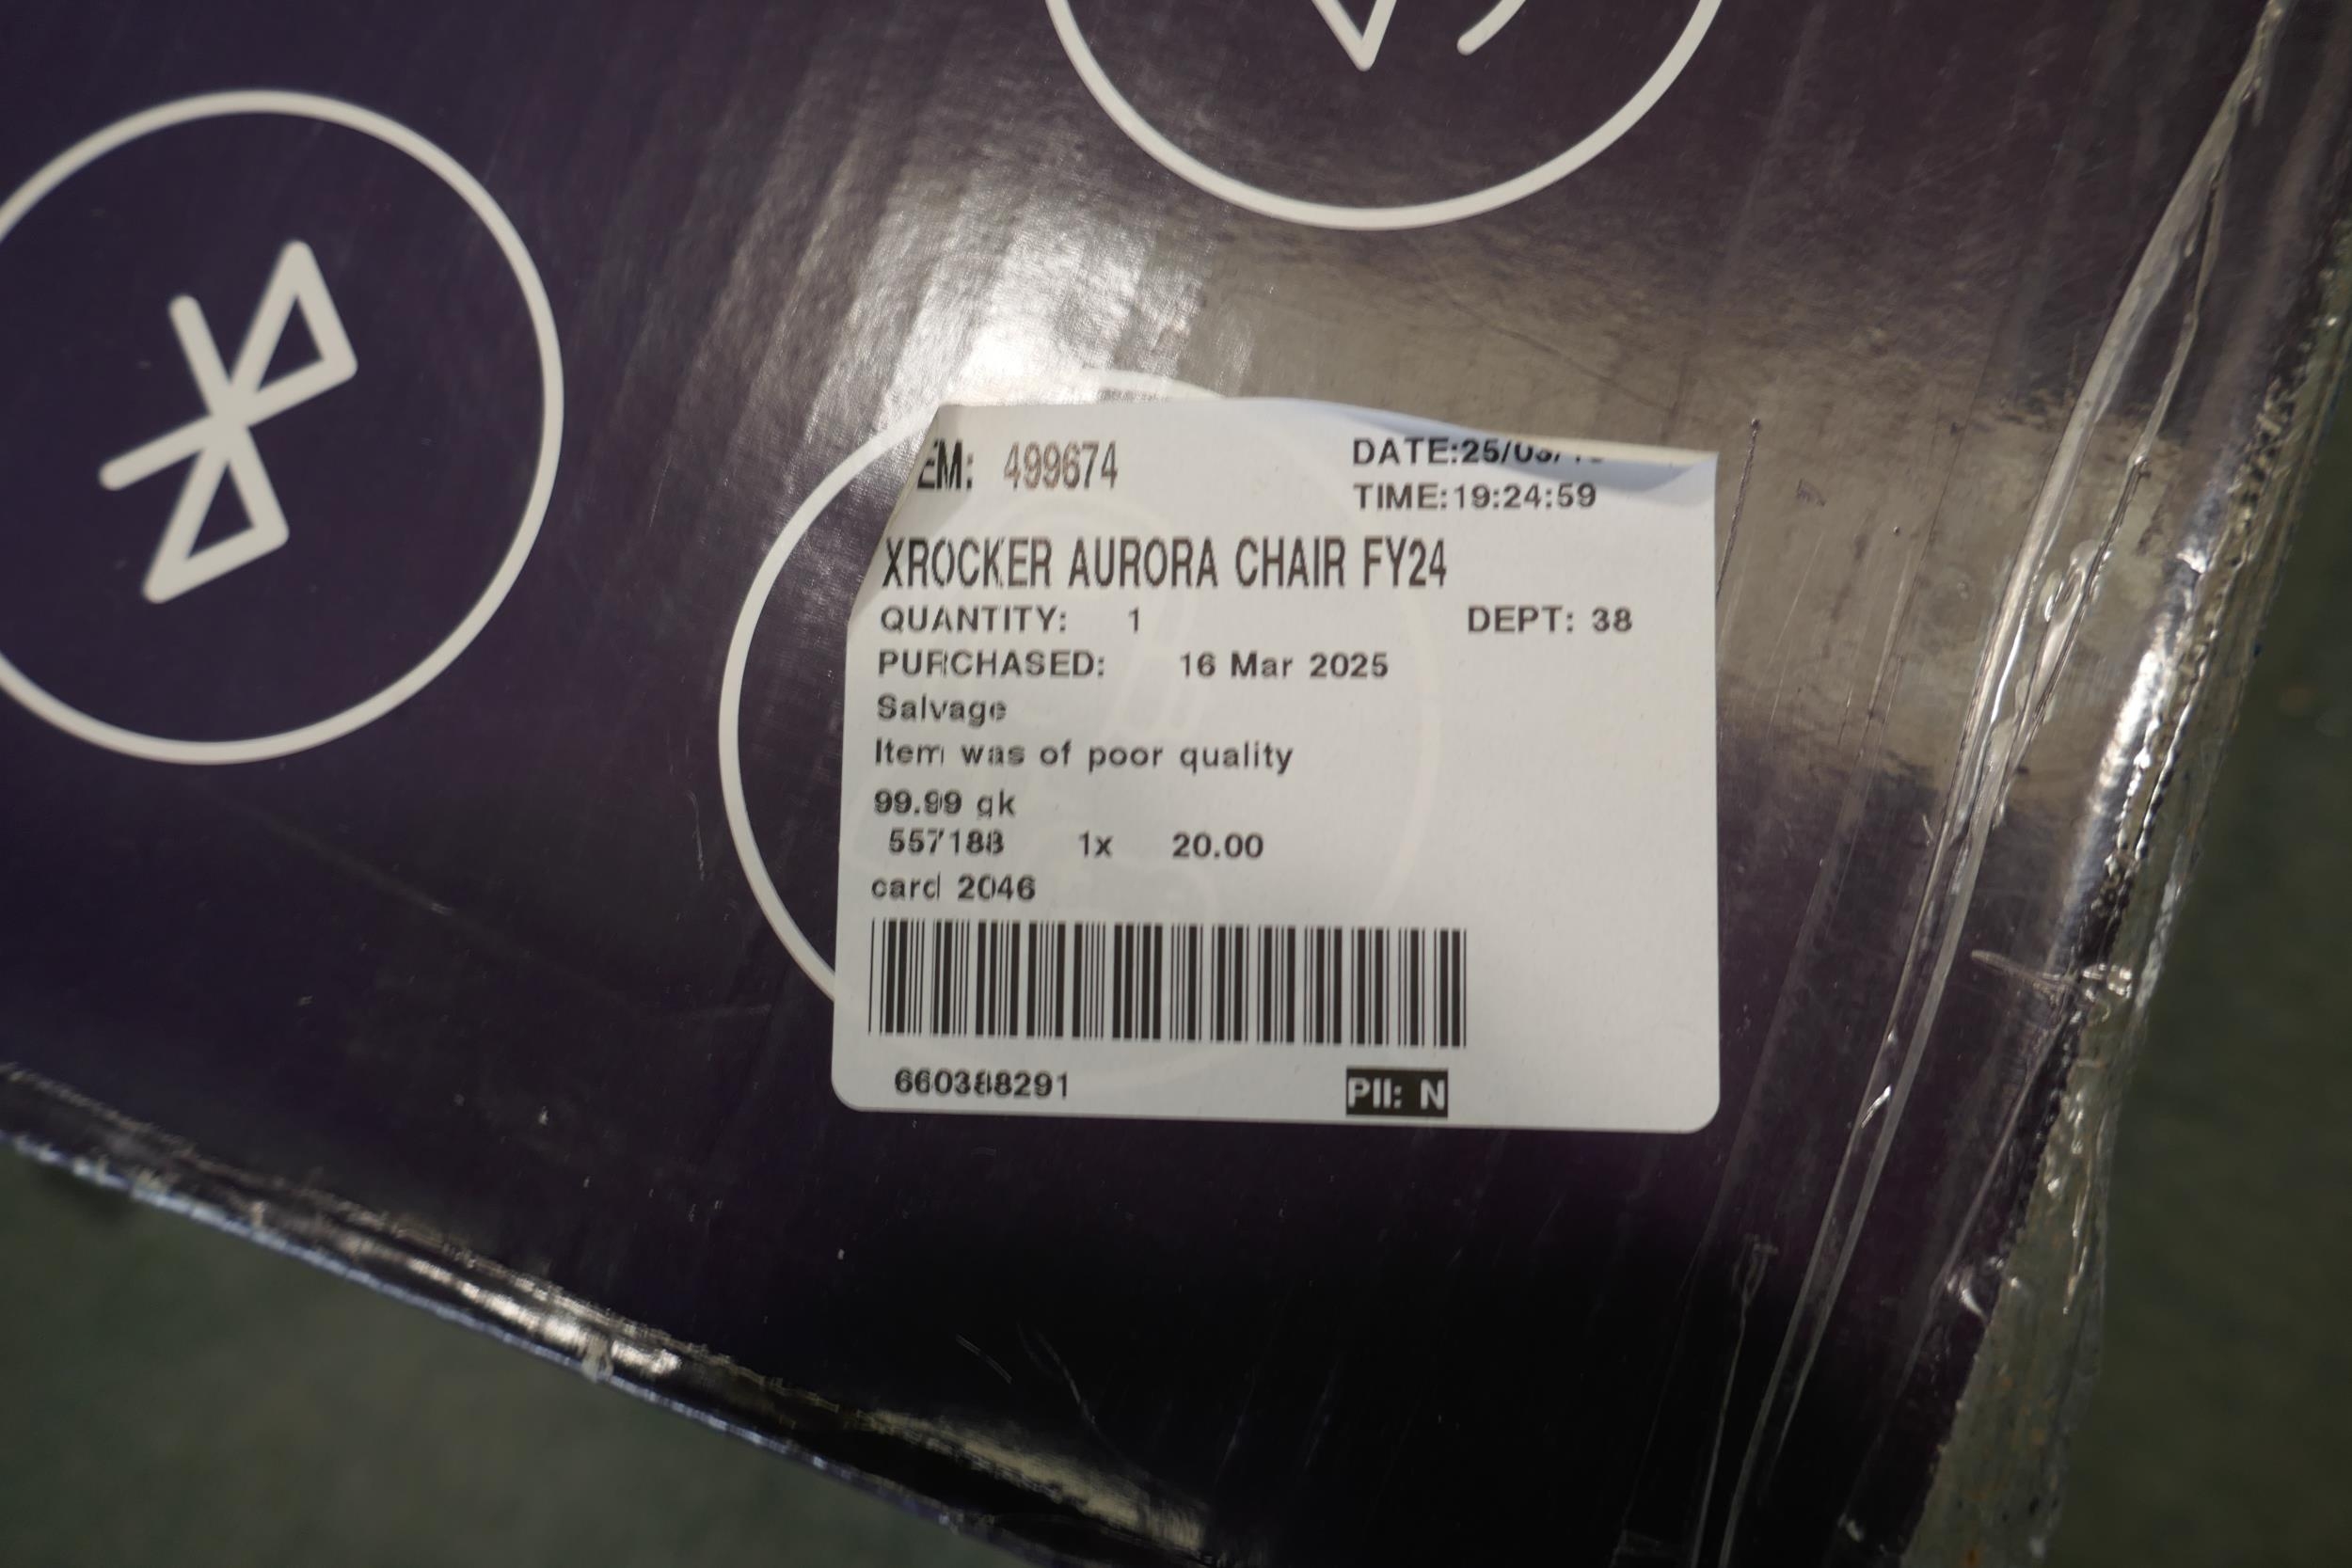 EM: 499674
DATE:25/03/
TIME:19:24:59
XROCKER AURORA CHAIR FY24
QUANTITY: 1 DEPT: 38
PURCHASED: 16 Mar 2025
Salvage
Item was of poor quality
99.99 gk
557188 1x 20.00
card 2046
660388291 PII: N